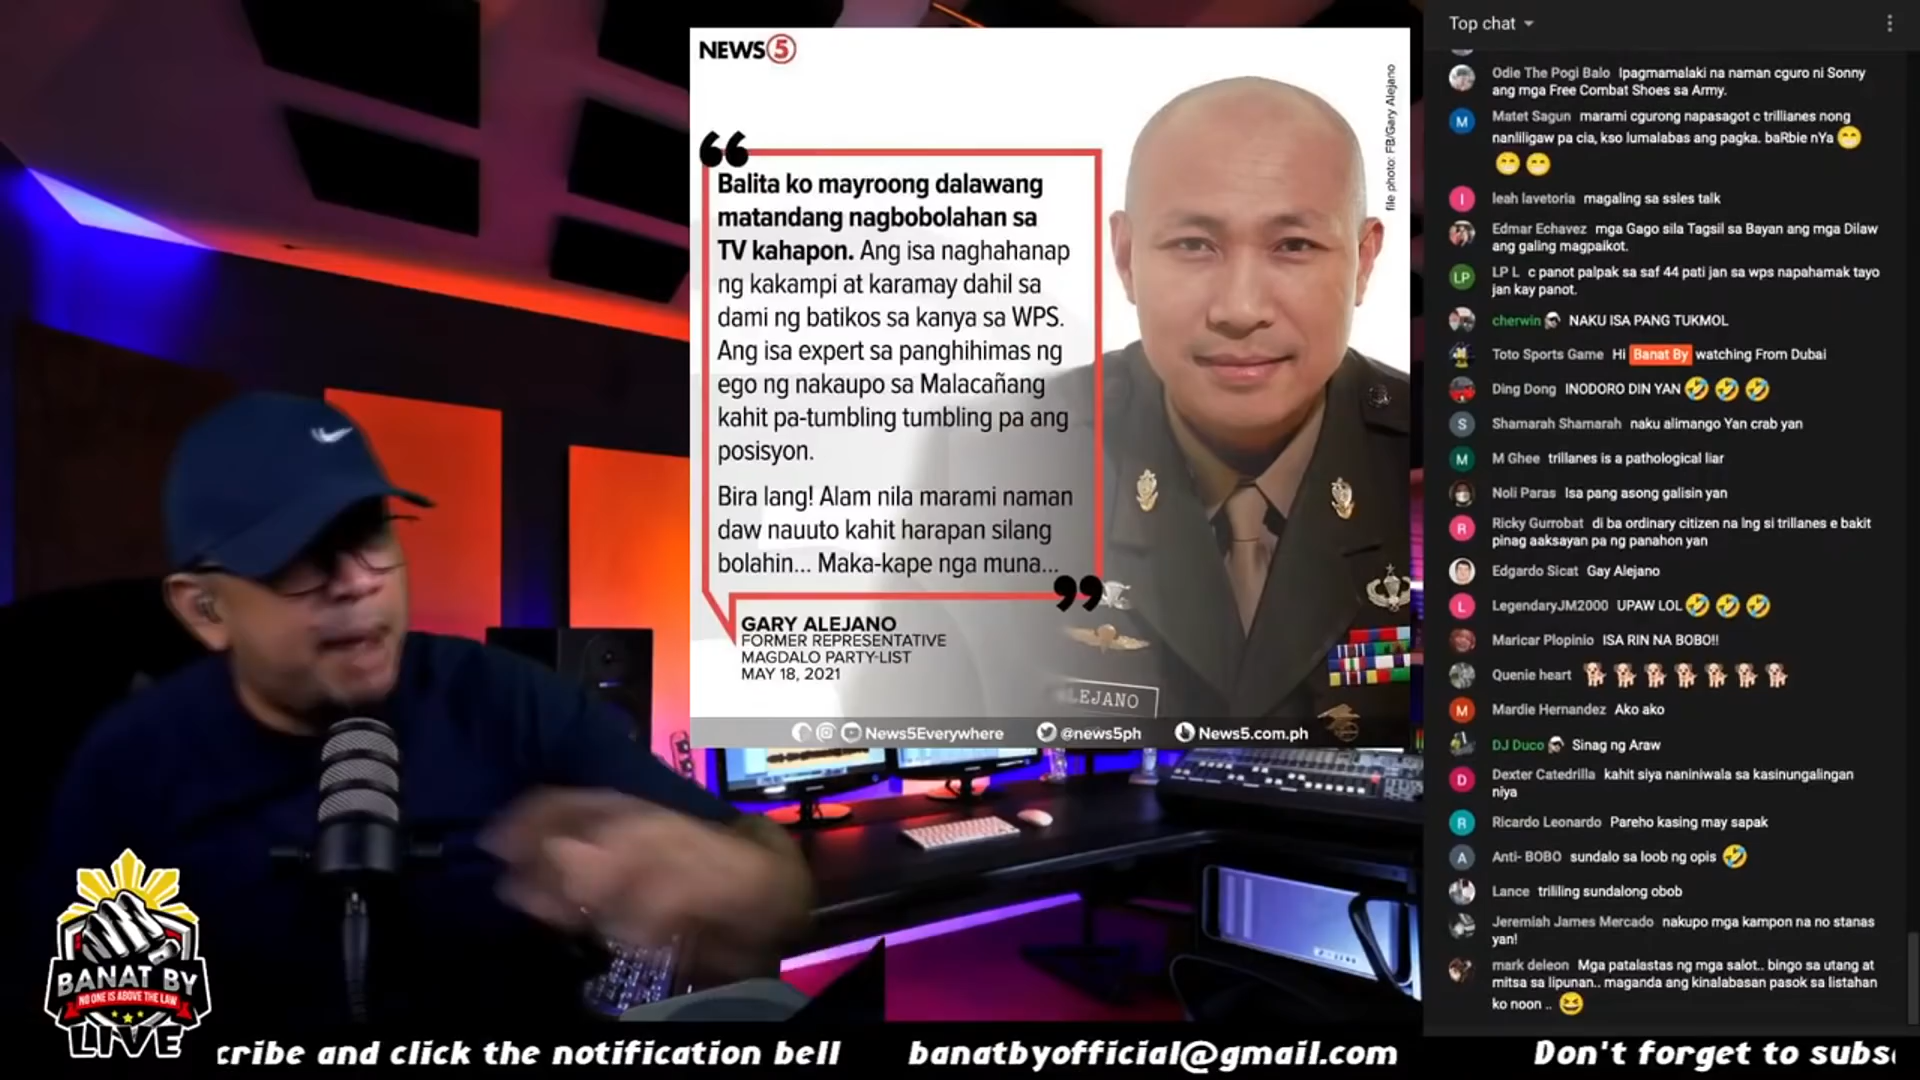 NEWS 5
file photo: FB/Gary Alejano
“
Balita ko mayroong dalawang
matandang nagbobolahan sa
TV kahapon. Ang isa naghahanap
ng kakampi at karamay dahil sa
dami ng batikos sa kanya sa WPS.
Ang isa expert sa panghihimas ng
ego ng nakaupo sa Malacañang
kahit pa-tumbling tumbling pa ang
posisyon.
Bira lang! Alam nila marami naman
daw nauuto kahit harapan silang
bolahin... Maka-kape nga muna...
”
GARY ALEJANO
FORMER REPRESENTATIVE
MAGDALO PARTY-LIST
MAY 18, 2021
LEJANO
News5Everywhere @news5ph News5.com.ph
Top chat
Odie The Pogi Balo Ipagmamalaki na naman cguro ni Sonny
ang mga Free Combat Shoes sa Army.
M Matet Sagun marami cgurong napasagot c trillianes nong
nanliligaw pa cia, kso lumalabas ang pagka. baRbie nYa 😁
😁 😁
l leah lavetoria magaling sa ssles talk
Edmar Echavez mga Gago sila Tagsil sa Bayan ang mga Dilaw
ang galing magpaikot.
LP LP L c panot palpak sa saf 44 pati jan sa wps napahamak tayo
jan kay panot.
cherwin NAKU ISA PANG TUKMOL
Toto Sports Game Hi Banat By watching From Dubai
Ding Dong INODORO DIN YAN 🤣 🤣 🤣
S Shamarah Shamarah naku alimango Yan crab yan
M M Ghee trillanes is a pathological liar
Noli Paras Isa pang asong galisin yan
R Ricky Gurrobat di ba ordinary citizen na lng si trillanes e bakit
pinag aaksayan pa ng panahon yan
Edgardo Sicat Gay Alejano
L LegendaryJM2000 UPAW LOL 🤣 🤣 🤣
Maricar Plopinio ISA RIN NA BOBO!!
Quenie heart 🐕 🐕 🐕 🐕 🐕 🐕 🐕
M Mardie Hernandez Ako ako
DJ Duco Sinag ng Araw
D Dexter Catedrilla kahit siya naniniwala sa kasinungalingan
niya
R Ricardo Leonardo Pareho kasing may sapak
A Anti- BOBO sundalo sa loob ng opis 🤣
Lance trililing sundalong obob
Jeremiah James Mercado nakupo mga kampon na no stanas
yan!
mark deleon Mga patalastas ng mga salot.. bingo sa utang at
mitsa sa lipunan.. maganda ang kinalabasan pasok sa listahan
ko noon .. 😆
BANAT BY
NO ONE IS ABOVE THE LAW
LIVE
cribe and click the notification bell banatbyofficial@gmail.com Don't forget to subs